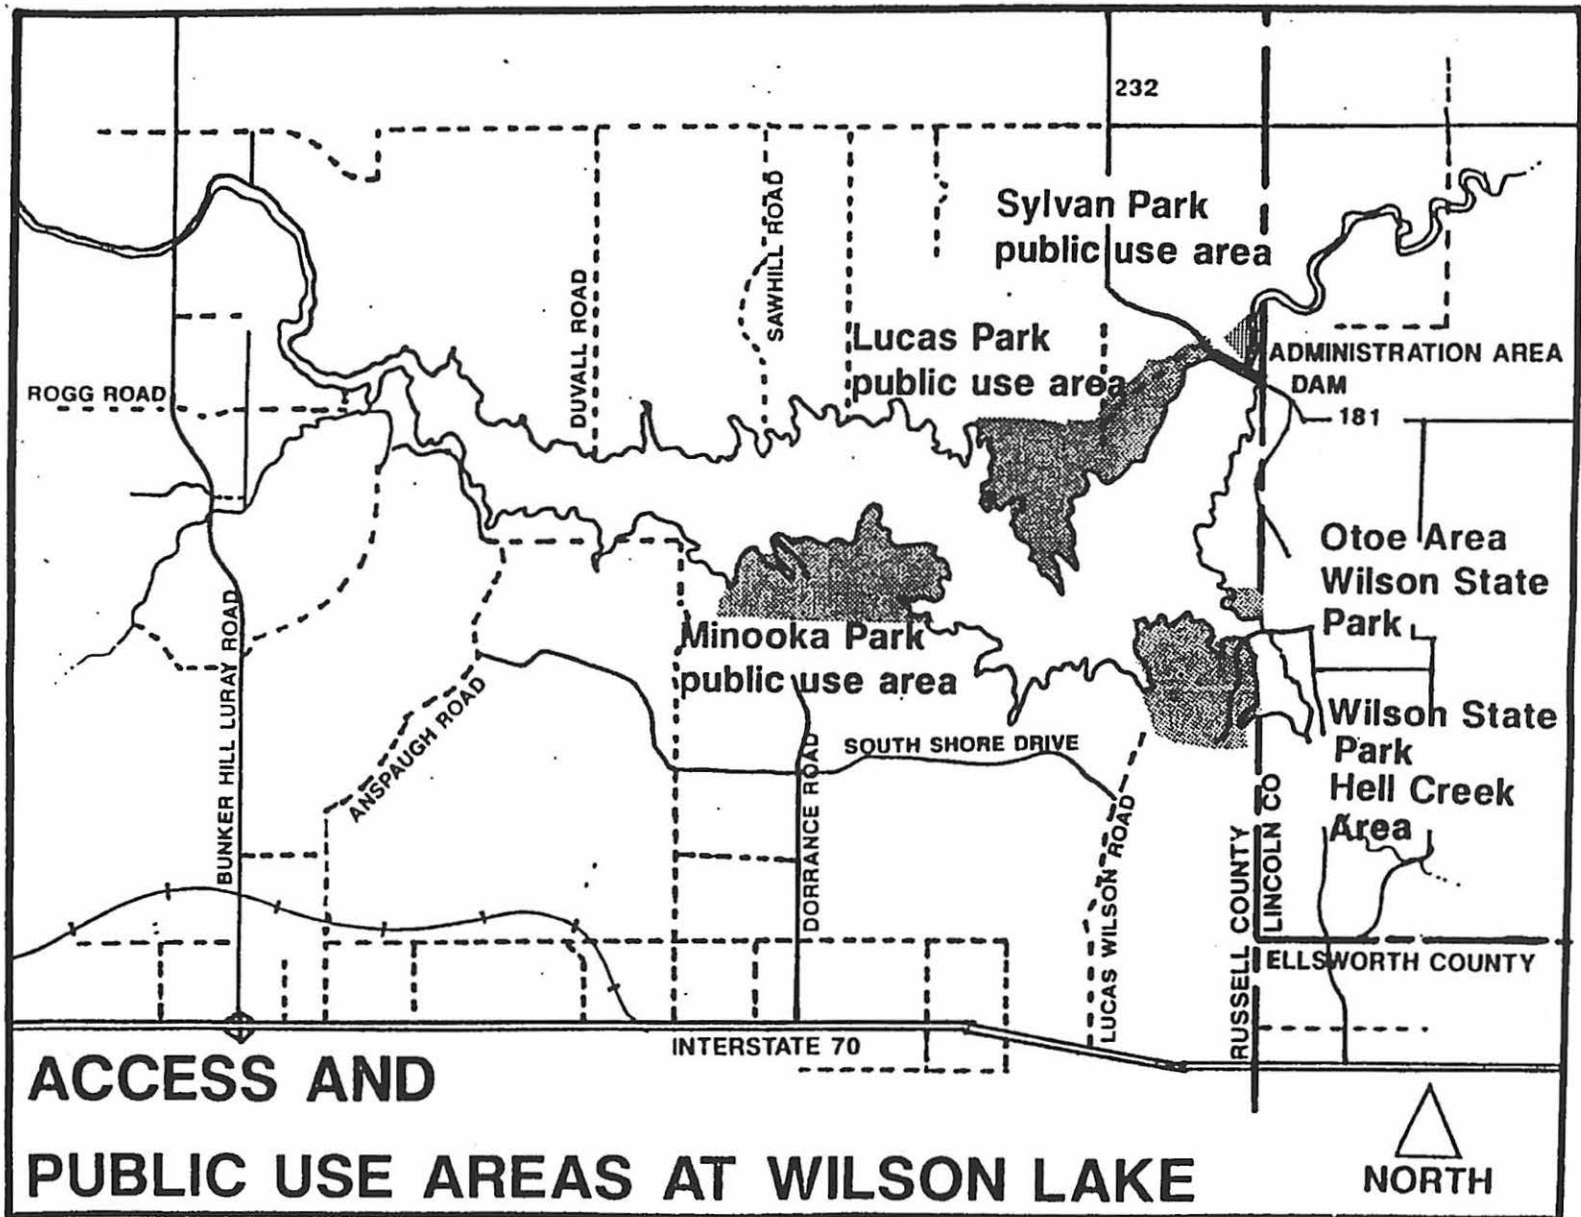 232
Sylvan Park
public use area
SAWHILL ROAD
DUVALL ROAD
Lucas Park
public use area
ADMINISTRATION AREA
DAM
ROGG ROAD
181
Otoe Area
Wilson State
Park
Minooka Park
public use area
Wilson State
Park
Hell Creek
Area
ANSPAUGH ROAD
BUNKER HILL LURAY ROAD
SOUTH SHORE DRIVE
DORRANCE ROAD
LUCAS WILSON ROAD
RUSSELL COUNTY
LINCOLN CO
ELLSWORTH COUNTY
INTERSTATE 70
ACCESS AND
PUBLIC USE AREAS AT WILSON LAKE
NORTH